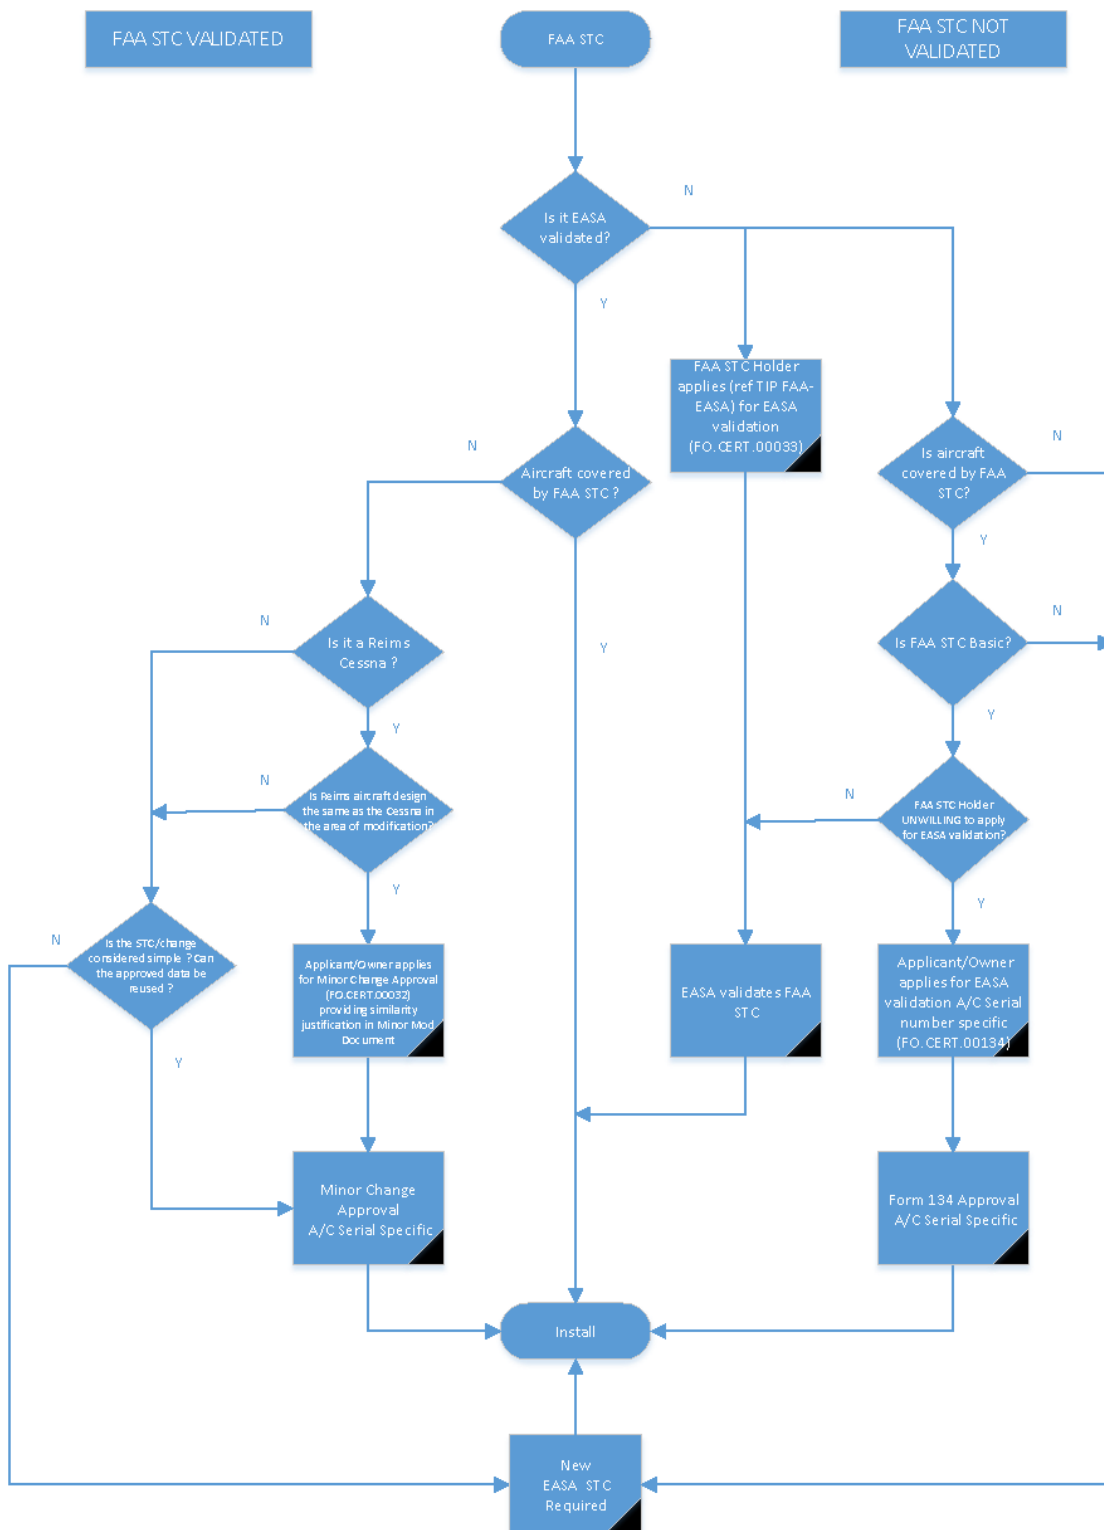 FAA STC VALIDATED
FAA STC
FAA STC NOT
VALIDATED
Is it EASA
validated?
N
Y
FAA STC Holder
applies (ref TIP FAA-
EASA) for EASA
validation
(FO.CERT.00033)
N
Aircraft covered
by FAA STC ?
Is aircraft
covered by FAA
STC?
N
Y
N
Is it a Reims
Cessna ?
Y
Is FAA STC Basic?
N
Y
Y
N
Is Reims aircraft design
the same as the Cessna in
the area of modification?
N
FAA STC Holder
UNWILLING to apply
for EASA validation?
Y
Y
N
Is the STC/change
considered simple ? Can
the approved data be
reused ?
Y
Applicant/Owner applies
for Minor Change Approval
(FO.CERT.00032)
providing similarity
justification in Minor Mod
Document
EASA validates FAA
STC
Applicant/Owner
applies for EASA
validation A/C Serial
number specific
(FO.CERT.00134)
Minor Change
Approval
A/C Serial Specific
Form 134 Approval
A/C Serial Specific
Install
New
EASA STC
Required